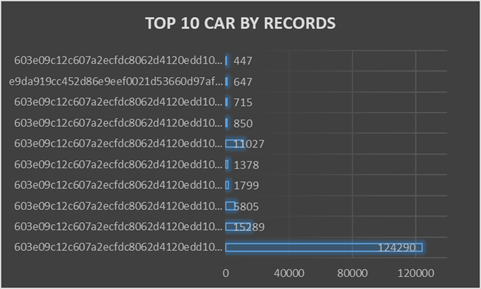 TOP 10 CAR BY RECORDS
603e09c12c607a2ecfdc8062d4120edd10... 447
e9da919cc452d86e9eef0021d53660d97af... 647
603e09c12c607a2ecfdc8062d4120edd10... 715
603e09c12c607a2ecfdc8062d4120edd10... 850
603e09c12c607a2ecfdc8062d4120edd10... 11027
603e09c12c607a2ecfdc8062d4120edd10... 1378
603e09c12c607a2ecfdc8062d4120edd10... 1799
603e09c12c607a2ecfdc8062d4120edd10... 5805
603e09c12c607a2ecfdc8062d4120edd10... 15289
603e09c12c607a2ecfdc8062d4120edd10... 124290
0 40000 80000 120000